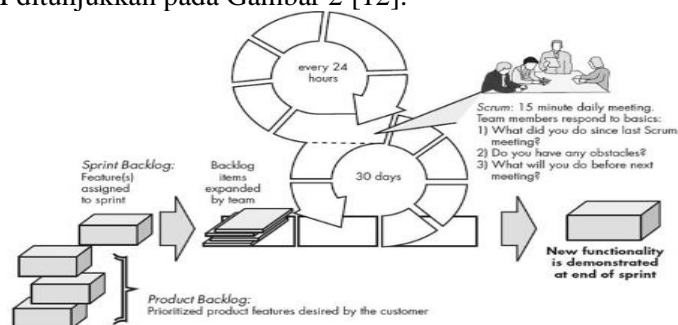 ditunjukkan pada Gambar 2 [12].
every 24
hours
Scrum: 15 minute daily meeting.
Team members respond to basics:
1) What did you do since last Scrum
meeting?
2) Do you have any obstacles?
3) What will you do before next
meeting?
Sprint Backlog:
Feature(s)
assigned
to sprint
Backlog
items
expanded
by team
30 days
New functionality
is demonstrated
at end of sprint
Product Backlog:
Prioritized product features desired by the customer